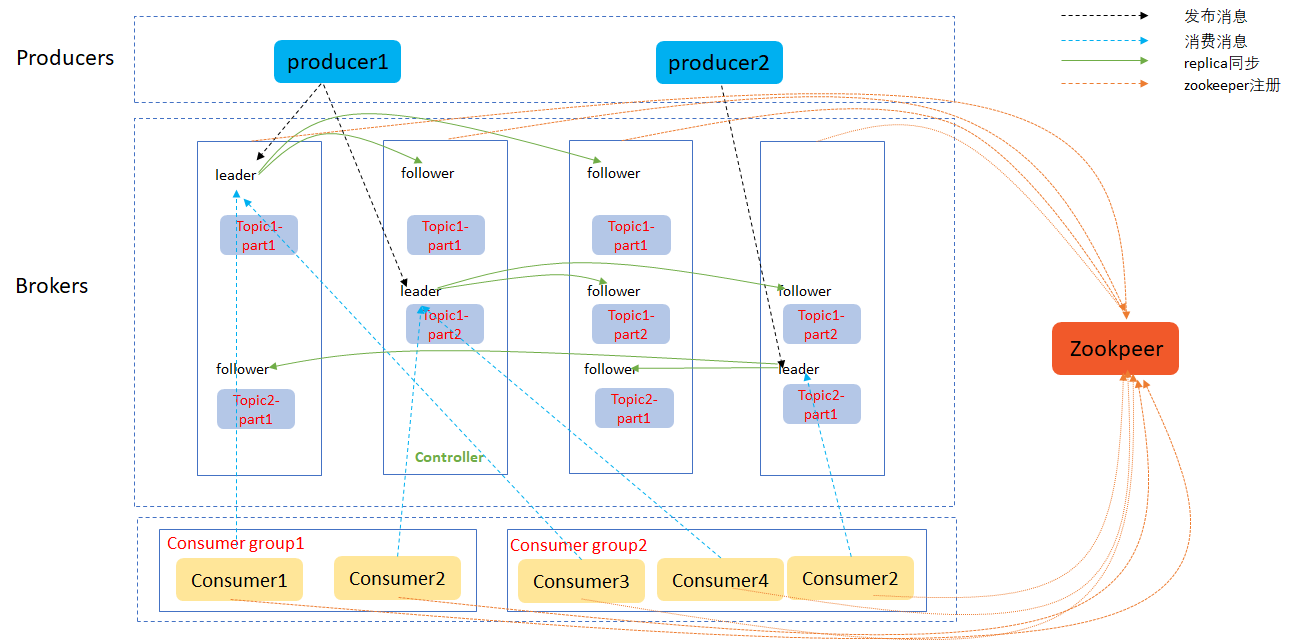 Producers
producer1
producer2
发布消息
消费消息
replica同步
zookeeper注册
Brokers
leader
Topic1-
part1
follower
Topic2-
part1
follower
Topic1-
part1
leader
Topic1-
part2
Controller
follower
Topic1-
part1
follower
Topic1-
part2
follower
Topic2-
part1
follower
Topic1-
part2
leader
Topic2-
part1
Zookpeer
Consumer group1
Consumer1
Consumer2
Consumer group2
Consumer3
Consumer4
Consumer2